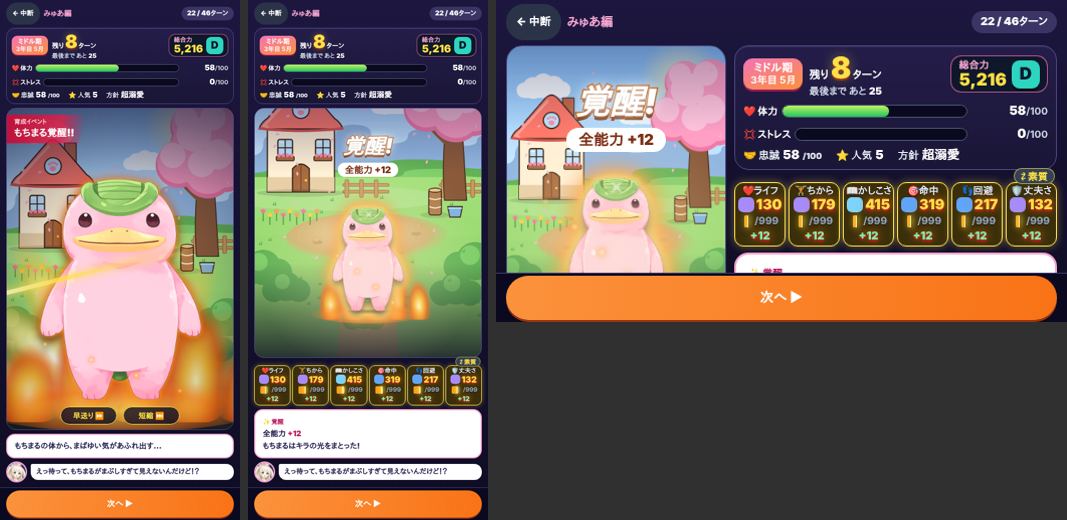 ← 中断
みゅあ編
22 / 46ターン
ミドル期
3年目 5月
残り8ターン
最後まで あと 25
総合力
5,216 D
体力 58/100
ストレス 0/100
忠誠 58 /100 人気 5 方針 超溺愛
育成イベント
もちまる覚醒!!
早送り
短縮
もちまるの体から、まばゆい気があふれ出す…
えっ待って、もちまるがまぶしすぎて見えないんだけど!?
次へ ▶
← 中断
みゅあ編
22 / 46ターン
ミドル期
3年目 5月
残り8ターン
最後まで あと 25
総合力
5,216 D
体力 58/100
ストレス 0/100
忠誠 58 /100 人気 5 方針 超溺愛
覚醒!
全能力 +12
素質
ライフ ちから かしこさ 命中 回避 丈夫さ
130 179 415 319 217 132
/999 /999 /999 /999 /999 /999
+12 +12 +12 +12 +12 +12
覚醒
全能力 +12
もちまるはキラの光をまとった!
えっ待って、もちまるがまぶしすぎて見えないんだけど!?
次へ ▶
← 中断
みゅあ編
22 / 46ターン
覚醒!
全能力 +12
ミドル期
3年目 5月
残り8ターン
最後まで あと 25
総合力
5,216 D
体力 58/100
ストレス 0/100
忠誠 58 /100 人気 5 方針 超溺愛
素質
ライフ ちから かしこさ 命中 回避 丈夫さ
130 179 415 319 217 132
/999 /999 /999 /999 /999 /999
+12 +12 +12 +12 +12 +12
次へ ▶